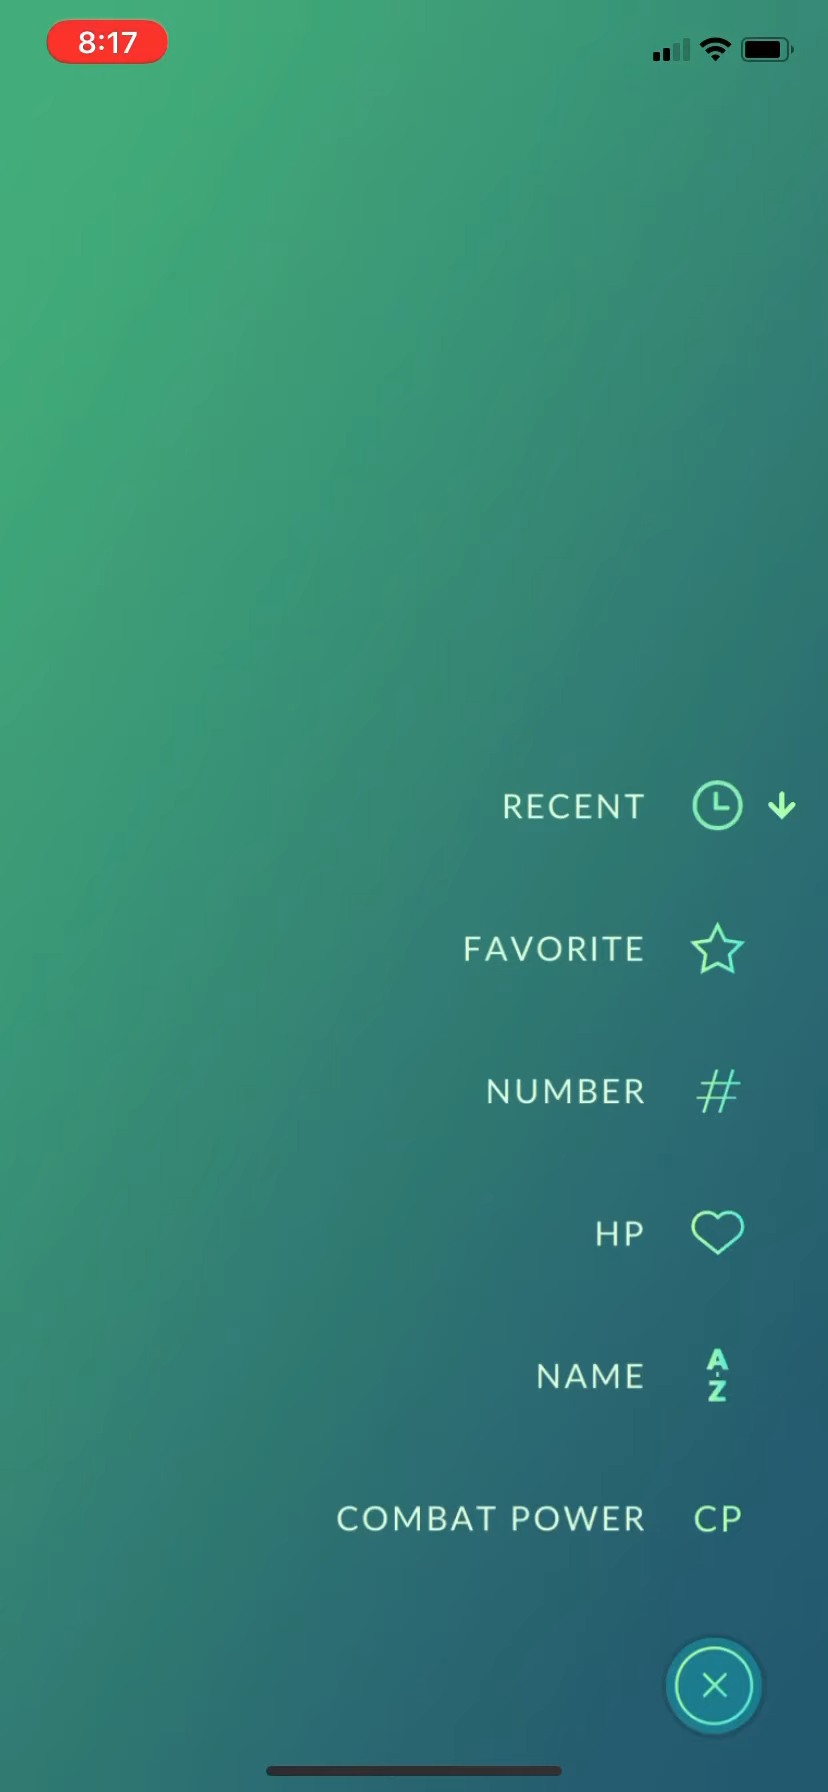 8:17
RECENT
FAVORITE
NUMBER #
HP
NAME A-Z
COMBAT POWER CP